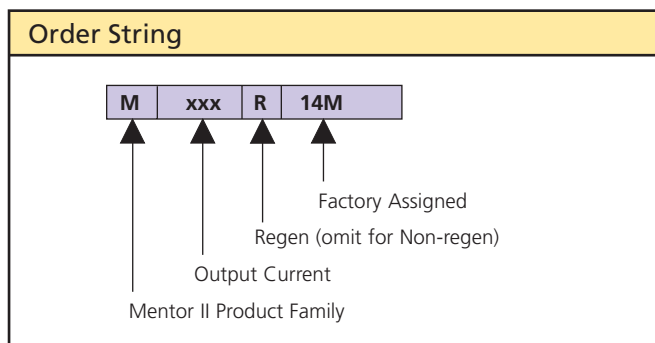 Order String
M xxx R 14M
Factory Assigned
Regen (omit for Non-regen)
Output Current
Mentor II Product Family